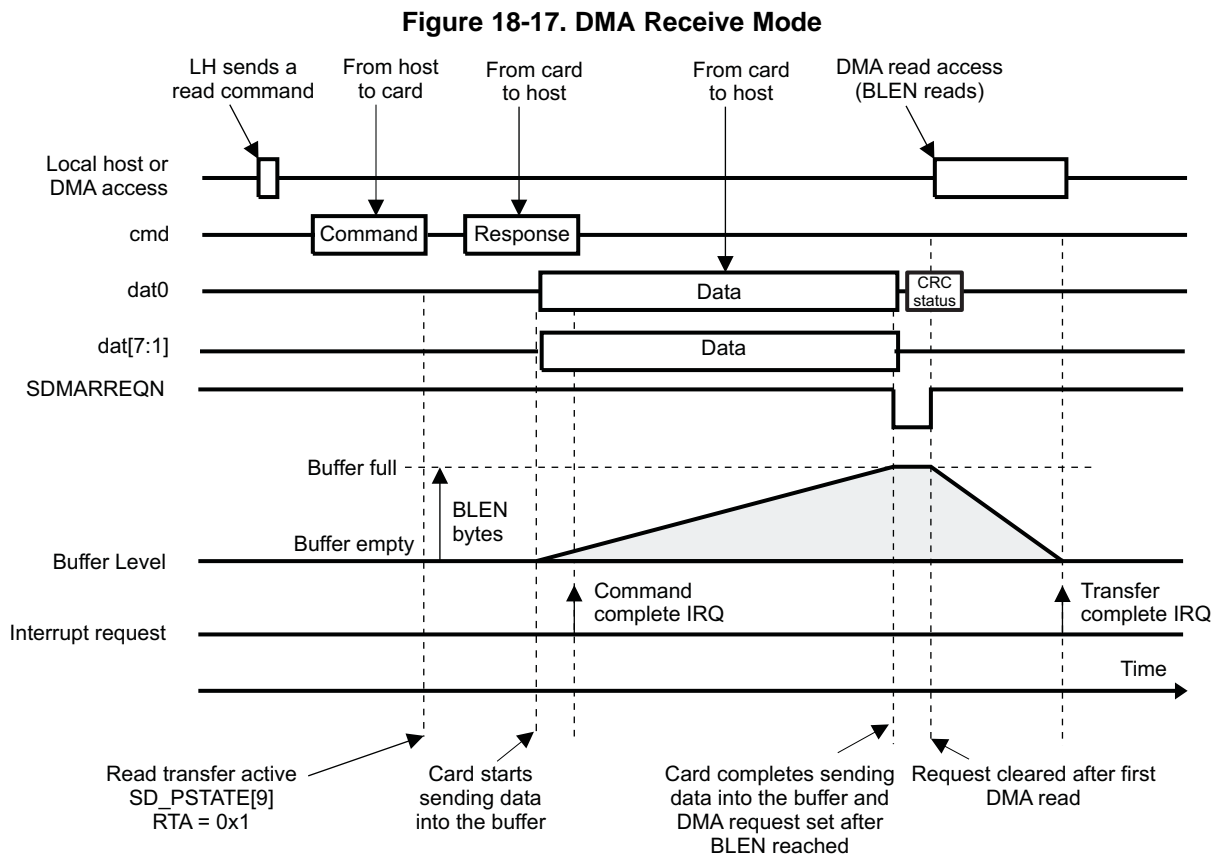 Figure 18-17. DMA Receive Mode
LH sends a
read command
From host
to card
From card
to host
From card
to host
DMA read access
(BLEN reads)
Local host or
DMA access
cmd
Command
Response
dat0
Data
CRC
status
dat[7:1]
Data
SDMARREQN
Buffer full
BLEN
bytes
Buffer empty
Buffer Level
Command
complete IRQ
Transfer
complete IRQ
Interrupt request
Time
Read transfer active
SD_PSTATE[9]
RTA = 0x1
Card starts
sending data
into the buffer
Card completes sending
data into the buffer and
DMA request set after
BLEN reached
Request cleared after first
DMA read